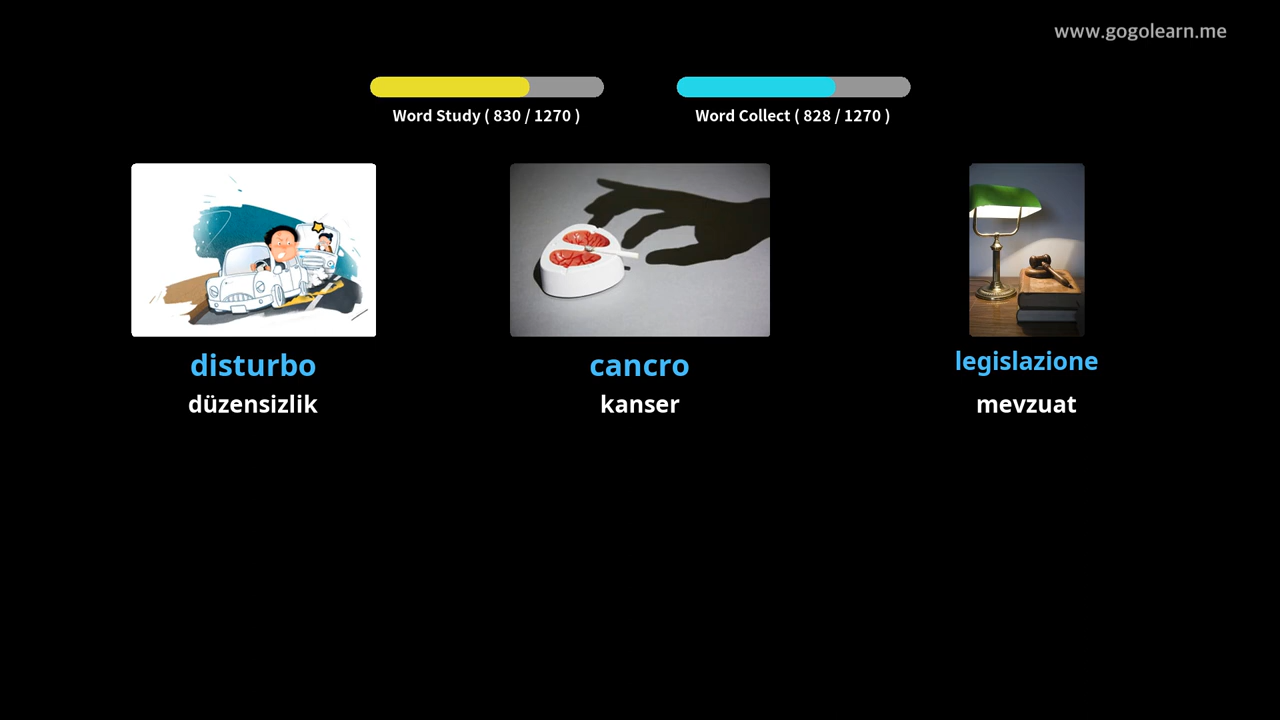 www.gogolearn.me
Word Study ( 830 / 1270 )
Word Collect ( 828 / 1270 )
disturbo
cancro
legislazione
düzensizlik
kanser
mevzuat